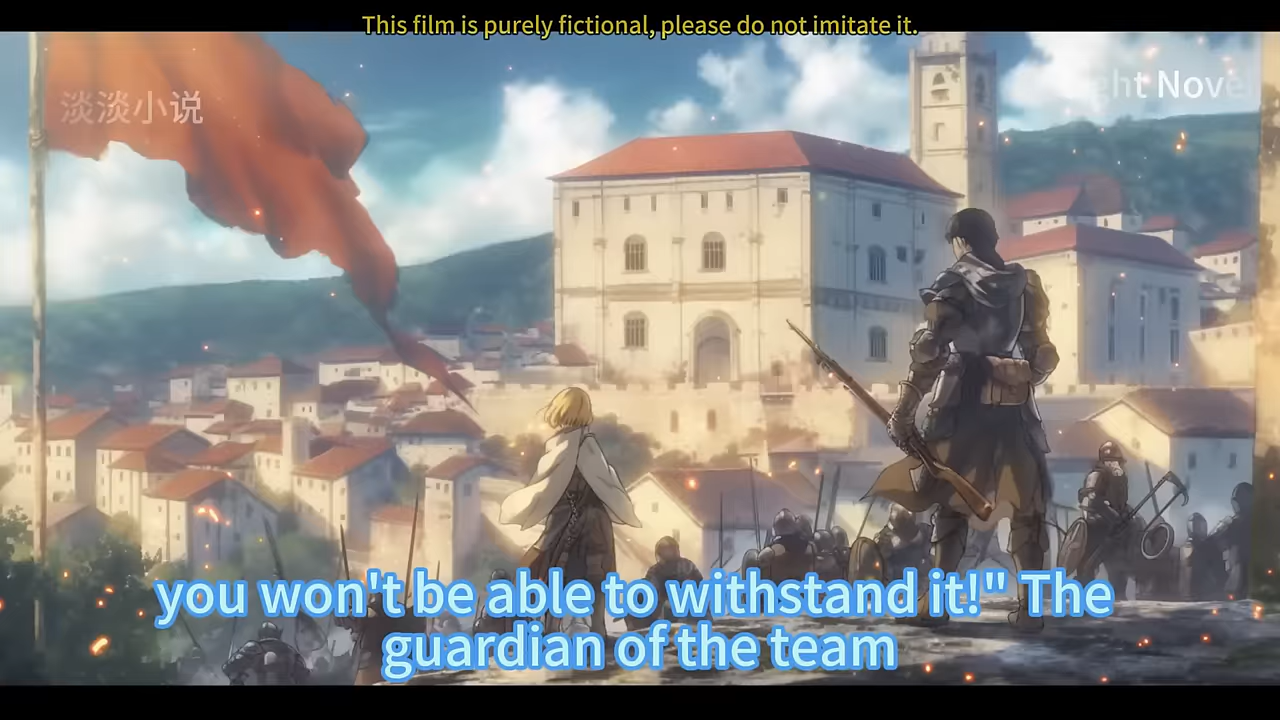 This film is purely fictional, please do not imitate it.
淡淡小说
Novel
you won't be able to withstand it!" The
guardian of the team